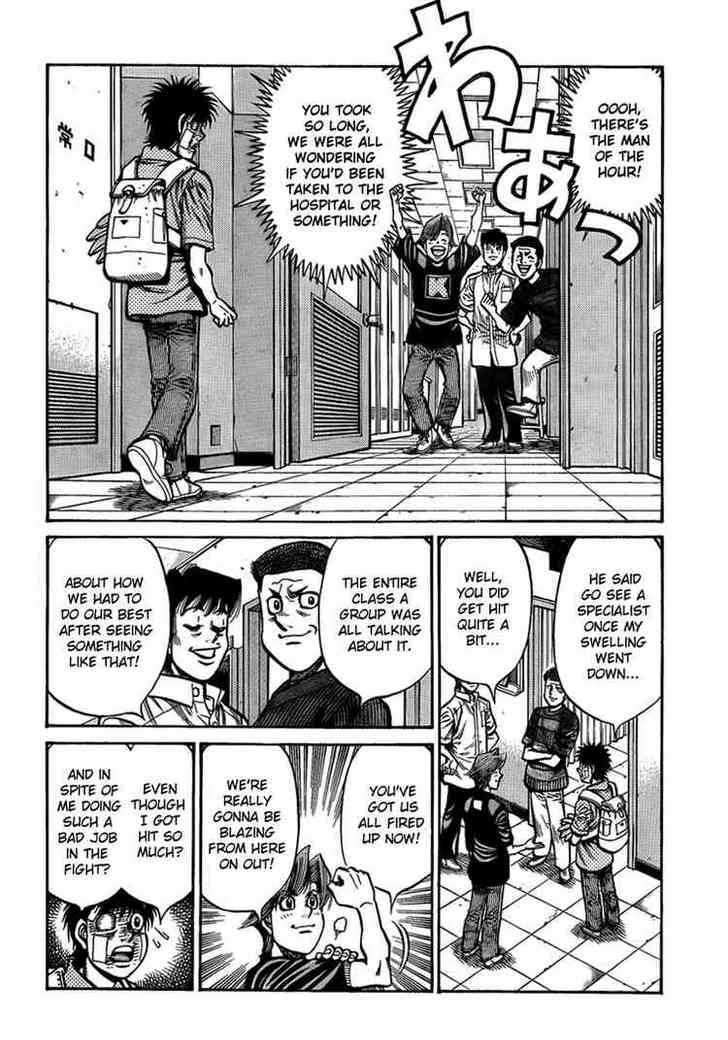 OOOH,
THERE'S
THE MAN
OF THE
HOUR!
わあっ
YOU TOOK
SO LONG,
WE WERE ALL
WONDERING
IF YOU'D BEEN
TAKEN TO THE
HOSPITAL OR
SOMETHING!
常口
HE SAID
GO SEE A
SPECIALIST
ONCE MY
SWELLING
WENT
DOWN...
WELL,
YOU DID
GET HIT
QUITE A
BIT...
THE ENTIRE
CLASS A
GROUP WAS
ALL TALKING
ABOUT IT.
ABOUT HOW
WE HAD TO
DO OUR BEST
AFTER SEEING
SOMETHING
LIKE THAT!
YOU'VE
GOT US
ALL FIRED
UP NOW!
WE'RE
REALLY
GONNA BE
BLAZING
FROM HERE
ON OUT!
EVEN
THOUGH
I GOT
HIT SO
MUCH?
AND IN
SPITE OF
ME DOING
SUCH A
BAD JOB
IN THE
FIGHT?